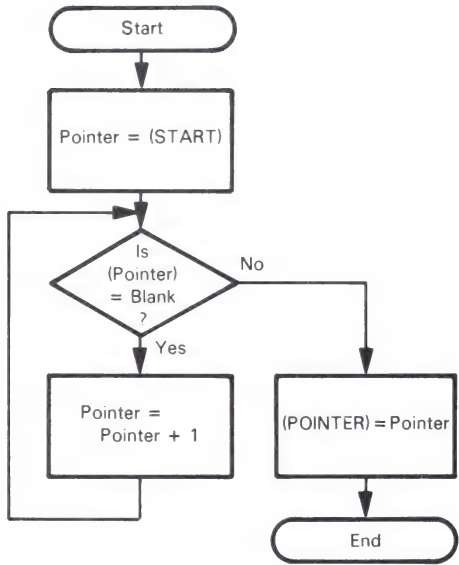 Start
Pointer = (START)
Is
(Pointer)
= Blank
?
No
Yes
Pointer =
Pointer + 1
(POINTER) = Pointer
End